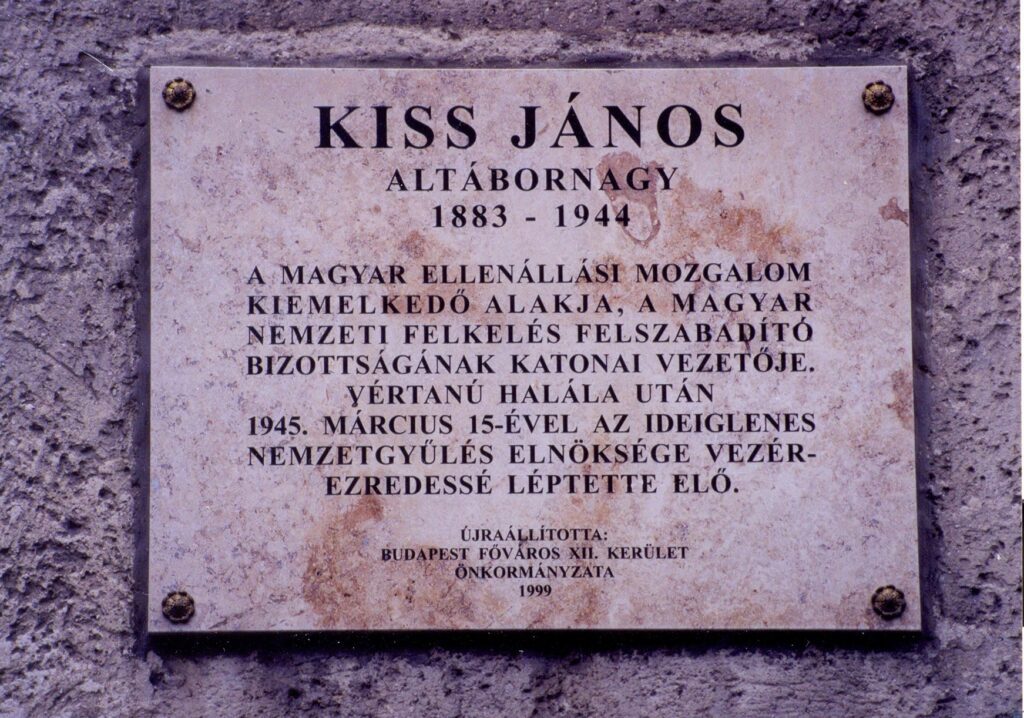 KISS JÁNOS
ALTÁBORNAGY
1883 - 1944
A MAGYAR ELLENÁLLÁSI MOZGALOM
KIEMELKEDŐ ALAKJA, A MAGYAR
NEMZETI FELKELÉS FELSZABADÍTÓ
BIZOTTSÁGÁNAK KATONAI VEZETŐJE.
VÉRTANÚ HALÁLA UTÁN
1945. MÁRCIUS 15-ÉVEL AZ IDEIGLENES
NEMZETGYŰLÉS ELNÖKSÉGE VEZÉR-
EZREDESSÉ LÉPTETTE ELŐ.
ÚJRAÁLLÍTOTTA:
BUDAPEST FŐVÁROS XII. KERÜLET
ÖNKORMÁNYZATA
1999